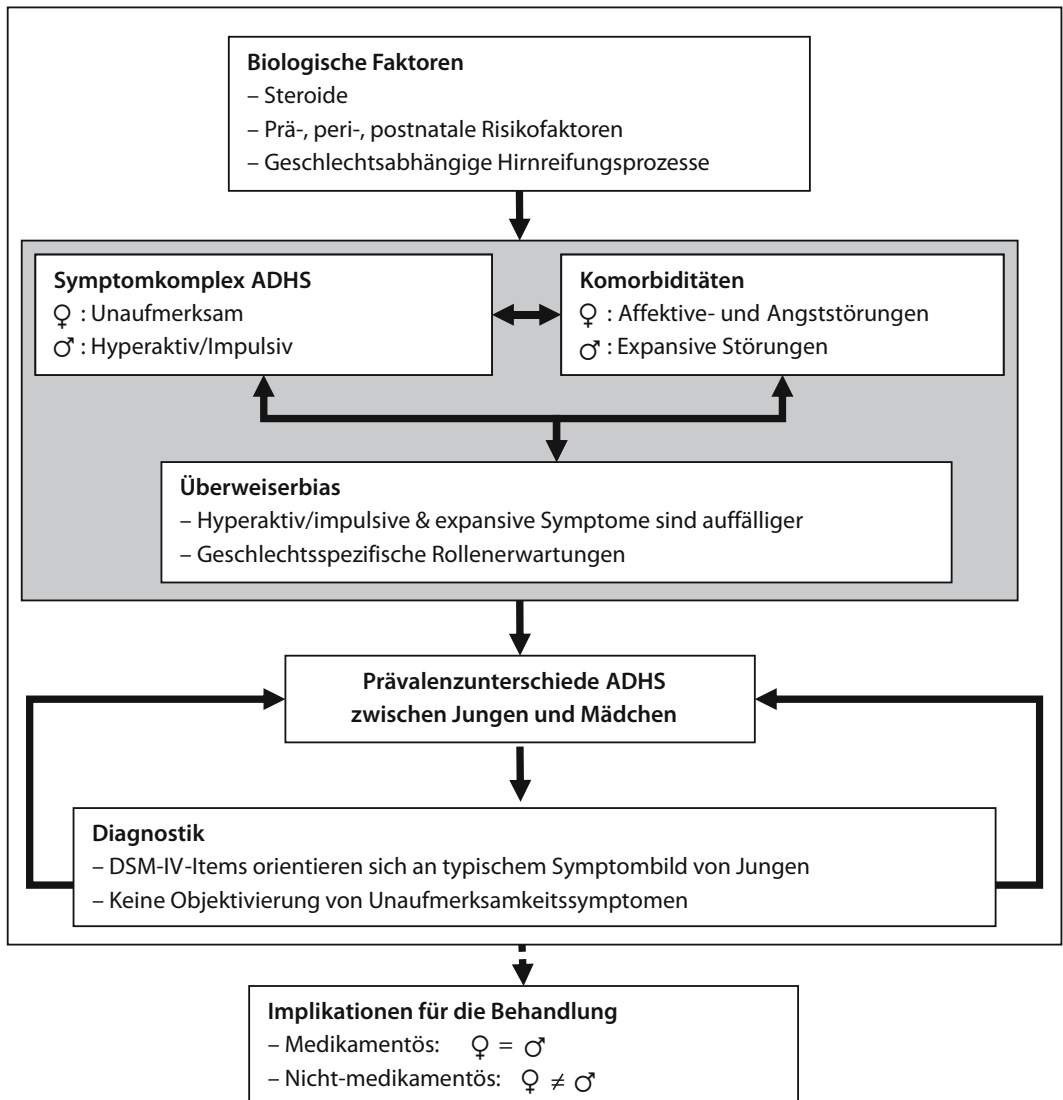 Biologische Faktoren
– Steroide
– Prä-, peri-, postnatale Risikofaktoren
– Geschlechtsabhängige Hirnreifungsprozesse
Symptomkomplex ADHS
♀ : Unaufmerksam
♂ : Hyperaktiv/Impulsiv
Komorbiditäten
♀ : Affektive- und Angststörungen
♂ : Expansive Störungen
Überweiserbias
– Hyperaktiv/impulsive & expansive Symptome sind auffälliger
– Geschlechtsspezifische Rollenerwartungen
Prävalenzunterschiede ADHS
zwischen Jungen und Mädchen
Diagnostik
– DSM-IV-Items orientieren sich an typischem Symptombild von Jungen
– Keine Objektivierung von Unaufmerksamkeitssymptomen
Implikationen für die Behandlung
– Medikamentös: ♀ = ♂
– Nicht-medikamentös: ♀ ≠ ♂